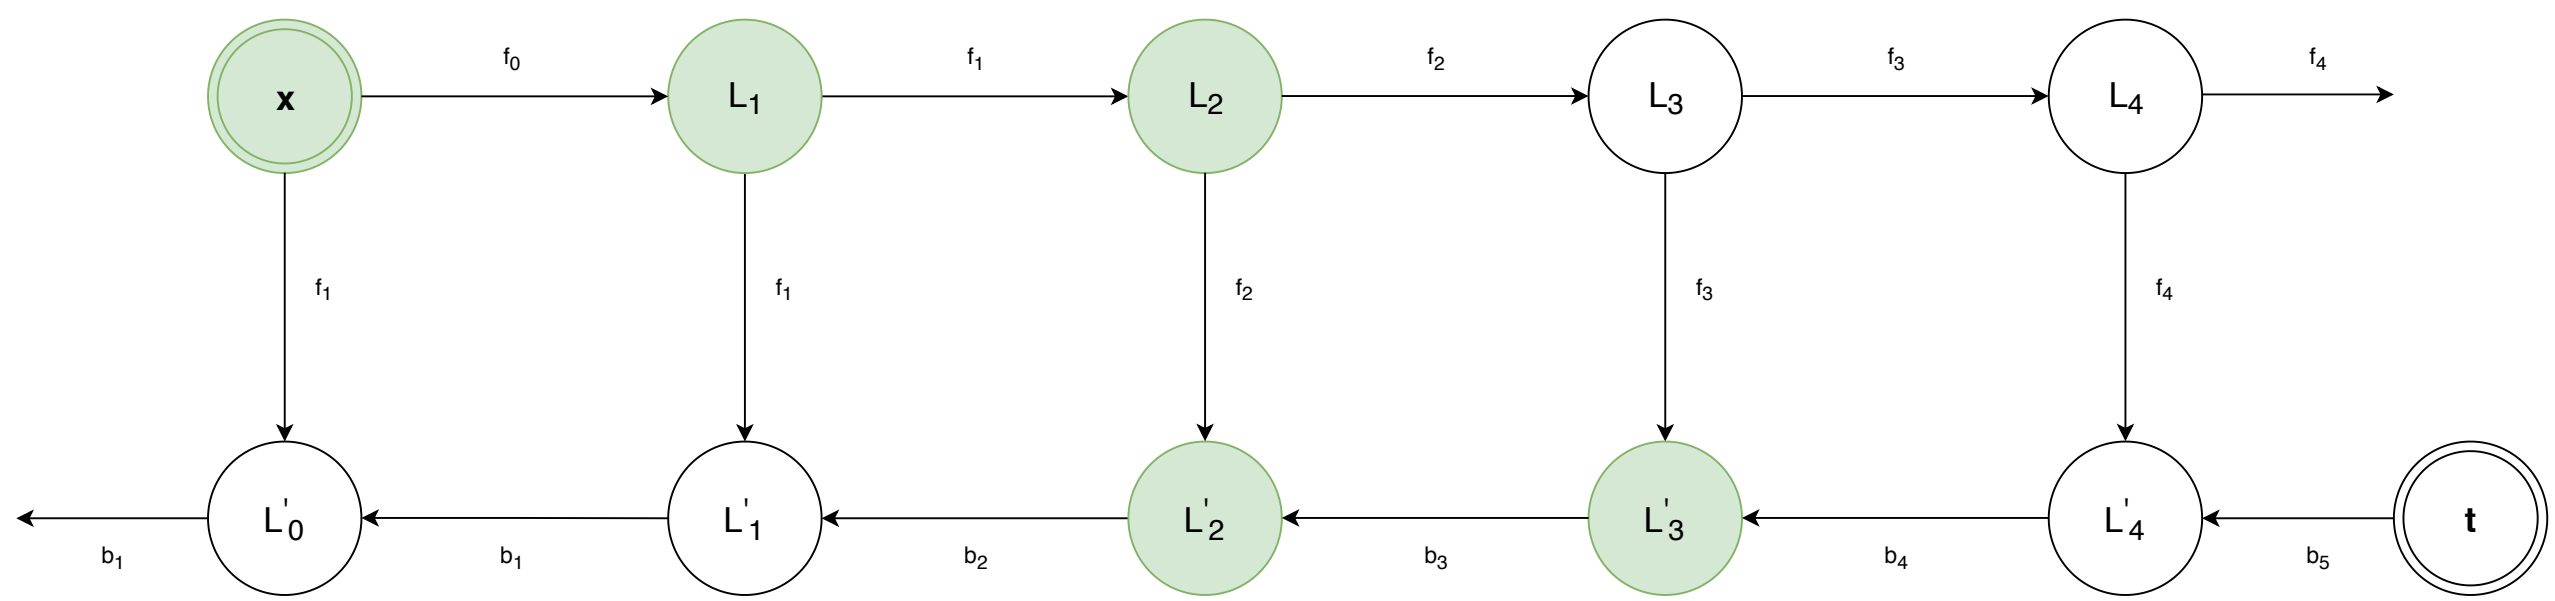 f₀ f₁ f₂ f₃ f₄
x L₁ L₂ L₃ L₄
f₁ f₁ f₂ f₃ f₄
L'₀ L'₁ L'₂ L'₃ L'₄ t
b₁ b₁ b₂ b₃ b₄ b₅